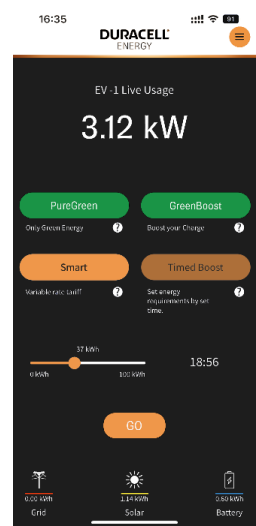 16:35
91
DURACELL
ENERGY
EV -1 Live Usage
3.12 kW
PureGreen
GreenBoost
Only Green Energy ?
Boost your Charge ?
Smart
Timed Boost
Variable rate tariff ?
Set energy requirements by set time. ?
37 kWh
18:56
0 kWh
100 kWh
GO
0.00 kWh
1.14 kWh
0.60 kWh
Grid
Solar
Battery